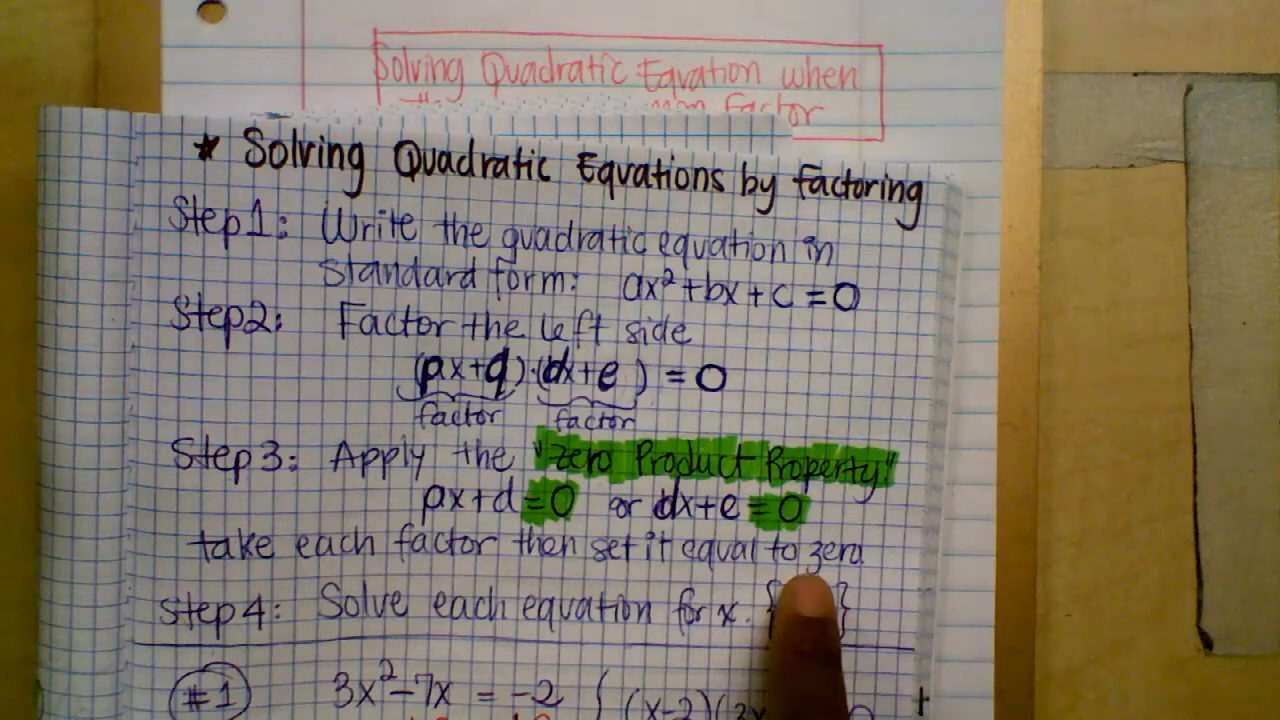 Solving Quadratic Equation when
Factor
* Solving Quadratic Equations by factoring
Step1: Write the quadratic equation in
standard form: ax²+bx+c=0
Step2: Factor the left side
(px+q)·(dx+e)=0
factor factor
Step3: Apply the "zero Product Property"
px+d=0 or dx+e=0
take each factor then set it equal to zero.
Step4: Solve each equation for x. { }
#1 3x²-7x = -2 (x-2)(3x